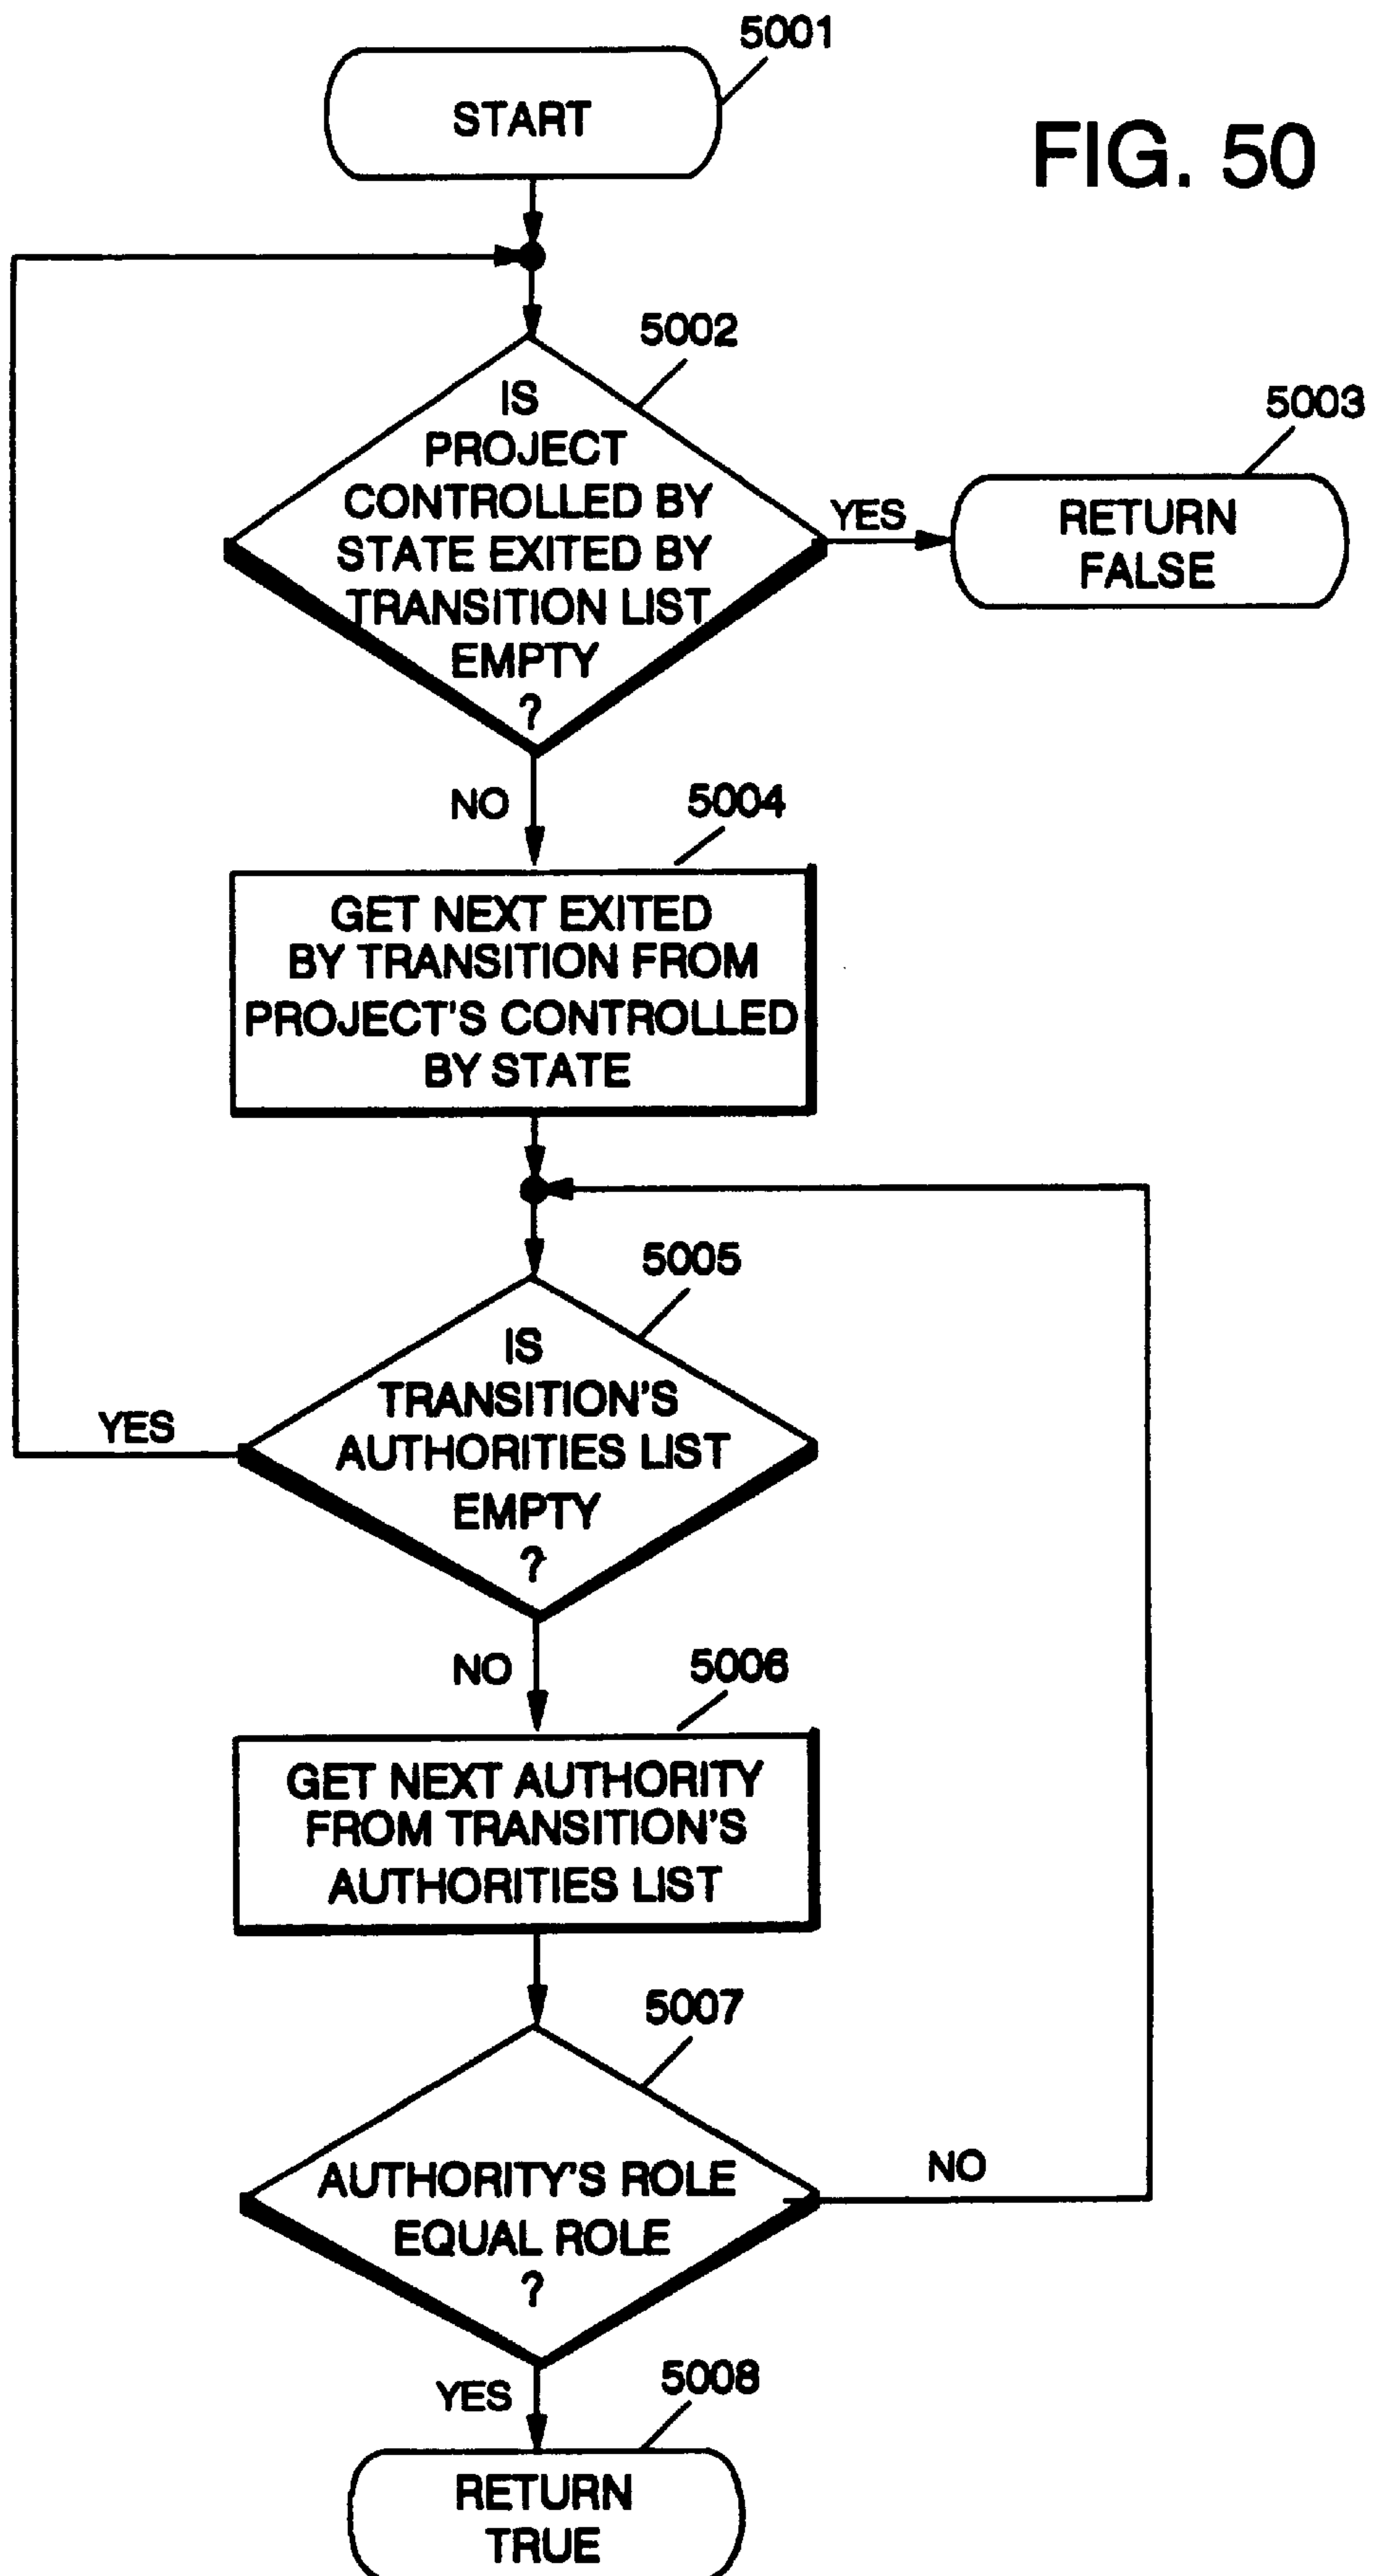 5001
START
FIG. 50
5002
IS
PROJECT
CONTROLLED BY
STATE EXITED BY
TRANSITION LIST
EMPTY
?
YES
5003
RETURN
FALSE
NO
5004
GET NEXT EXITED
BY TRANSITION FROM
PROJECT'S CONTROLLED
BY STATE
5005
IS
TRANSITION'S
AUTHORITIES LIST
EMPTY
?
YES
NO
5006
GET NEXT AUTHORITY
FROM TRANSITION'S
AUTHORITIES LIST
5007
AUTHORITY'S ROLE
EQUAL ROLE
?
NO
YES
5008
RETURN
TRUE